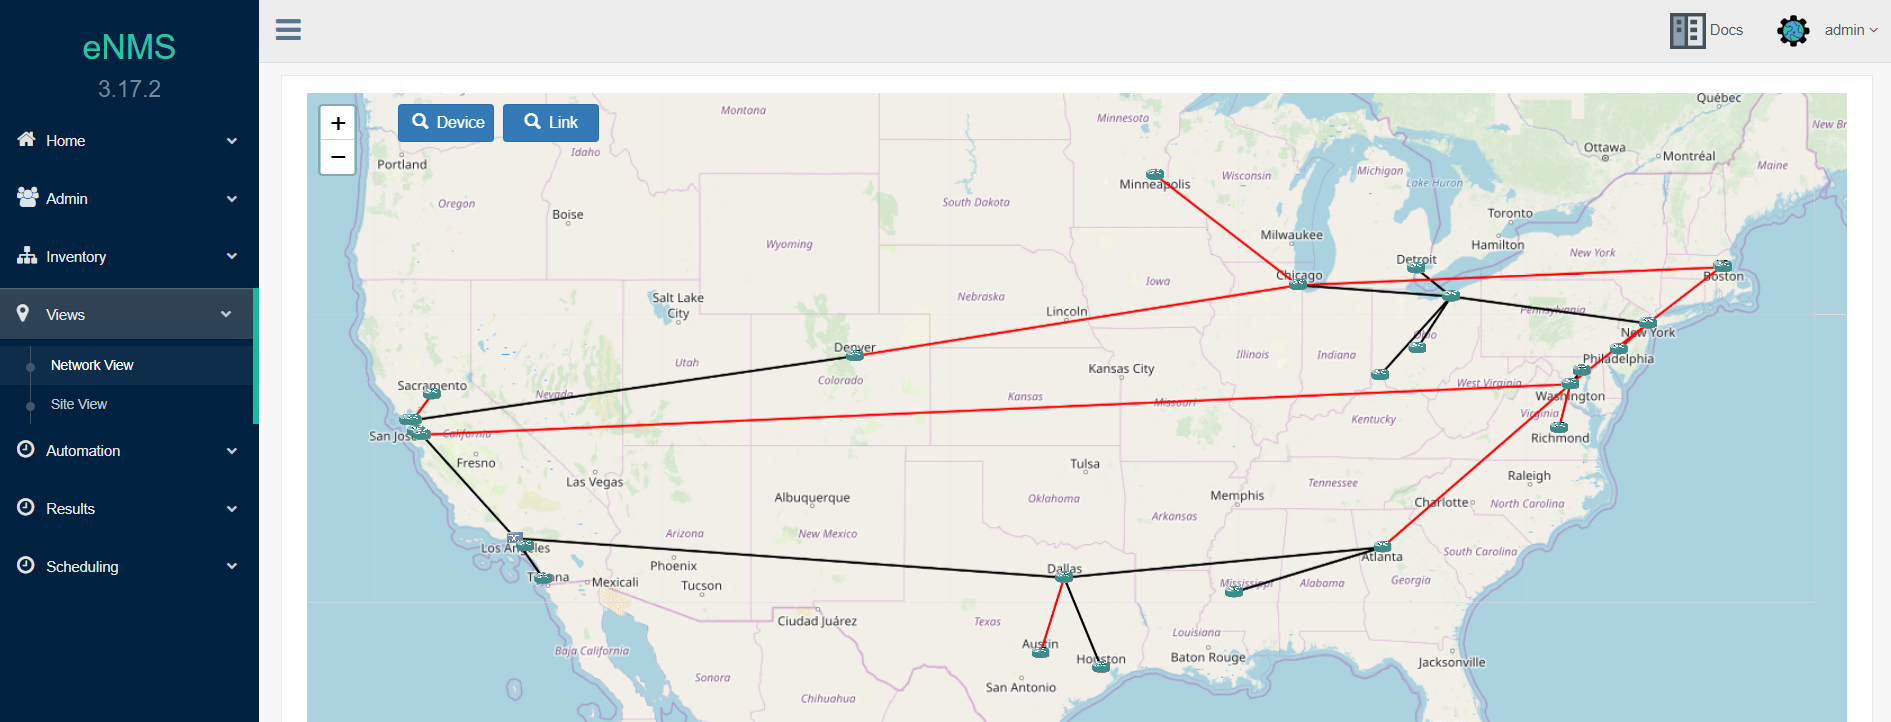 eNMS
3.17.2
Home
Admin
Inventory
Views
Network View
Site View
Automation
Results
Scheduling
Docs
admin
+
−
Device
Link
Montana
Minnesota
Québec
New Br
Portland
Idaho
Ottawa
Montréal
Maine
Minneapolis
Wisconsin
Michigan
Lake Huron
Oregon
Boise
South Dakota
Toronto
Milwaukee
Hamilton
Wyoming
New York
Detroit
Chicago
Boston
Iowa
Salt Lake
City
Nebraska
Lincoln
Pennsylvania
New York
Denver
Ohio
Utah
Illinois
Indiana
Philadelphia
Kansas City
Colorado
Sacramento
Nevada
Kansas
Missouri
West Virginia
Washington
Virginia
Kentucky
San Jose
California
Richmond
Fresno
Tulsa
Las Vegas
Raleigh
Tennessee
Albuquerque
Oklahoma
Memphis
Charlotte
North Carolina
Arkansas
Arizona
New Mexico
Los Angeles
South Carolina
Atlanta
Phoenix
Dallas
Tijuana
Mexicali
Tucson
Mississippi
Alabama
Georgia
Ciudad Juárez
Texas
Louisiana
Austin
Baja California
Houston
Baton Rouge
Jacksonville
Sonora
San Antonio
Chihuahua